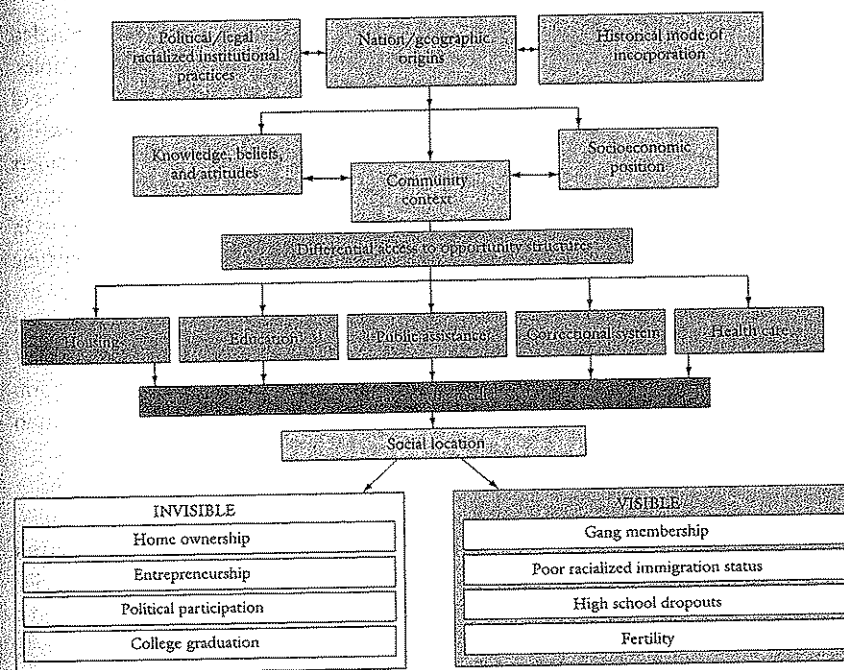 Political/legal
racialized institutional
practices
Nation/geographic
origins
Historical mode of
incorporation
Knowledge, beliefs,
and attitudes
Community
context
Socioeconomic
position
Differential access to opportunity structure
Housing
Education
Public assistance
Correctional system
Health care
Social location
INVISIBLE
Home ownership
Entrepreneurship
Political participation
College graduation
VISIBLE
Gang membership
Poor racialized immigration status
High school dropouts
Fertility